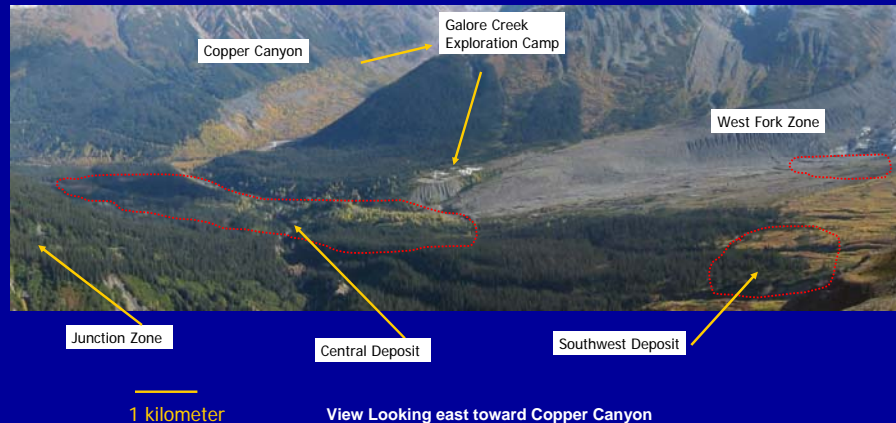 Galore Creek
Exploration Camp
Copper Canyon
West Fork Zone
Junction Zone
Central Deposit
Southwest Deposit
1 kilometer
View Looking east toward Copper Canyon